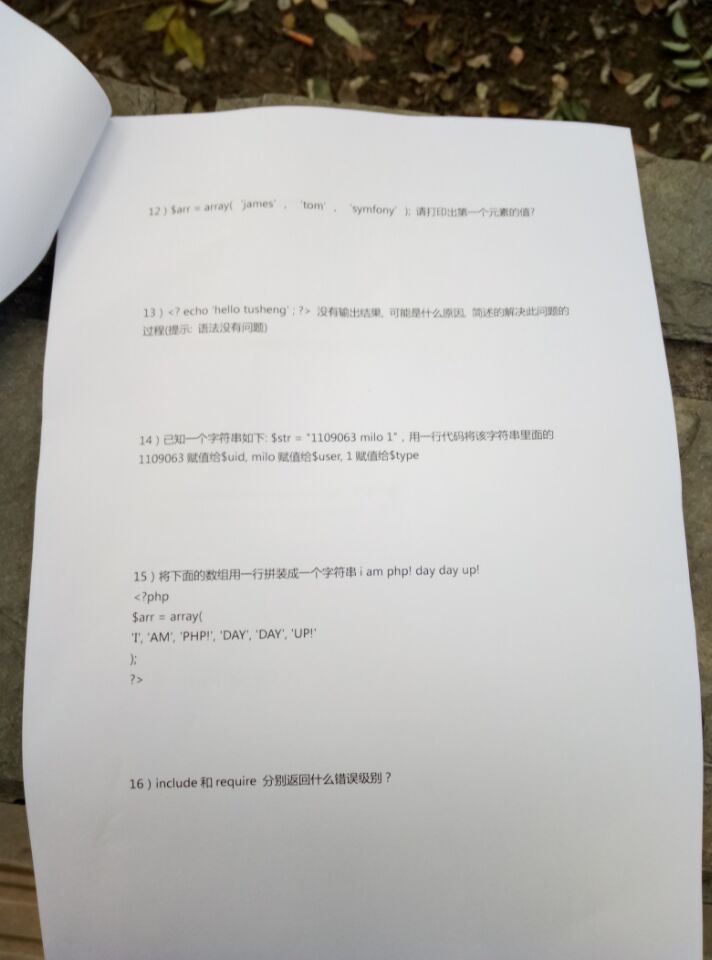 12）$arr = array(‘james’，‘tom’，‘symfony’); 请打印出第一个元素的值?
13）<? echo 'hello tusheng' ; ?> 没有输出结果, 可能是什么原因, 简述的解决此问题的
过程(提示: 语法没有问题)
14）已知一个字符串如下: $str = "1109063 milo 1"，用一行代码将该字符串里面的
1109063 赋值给$uid, milo 赋值给$user, 1 赋值给$type
15）将下面的数组用一行拼装成一个字符串 i am php! day day up!
<?php
$arr = array(
'I', 'AM', 'PHP!', 'DAY', 'DAY', 'UP!'
);
?>
16）include 和 require 分别返回什么错误级别？